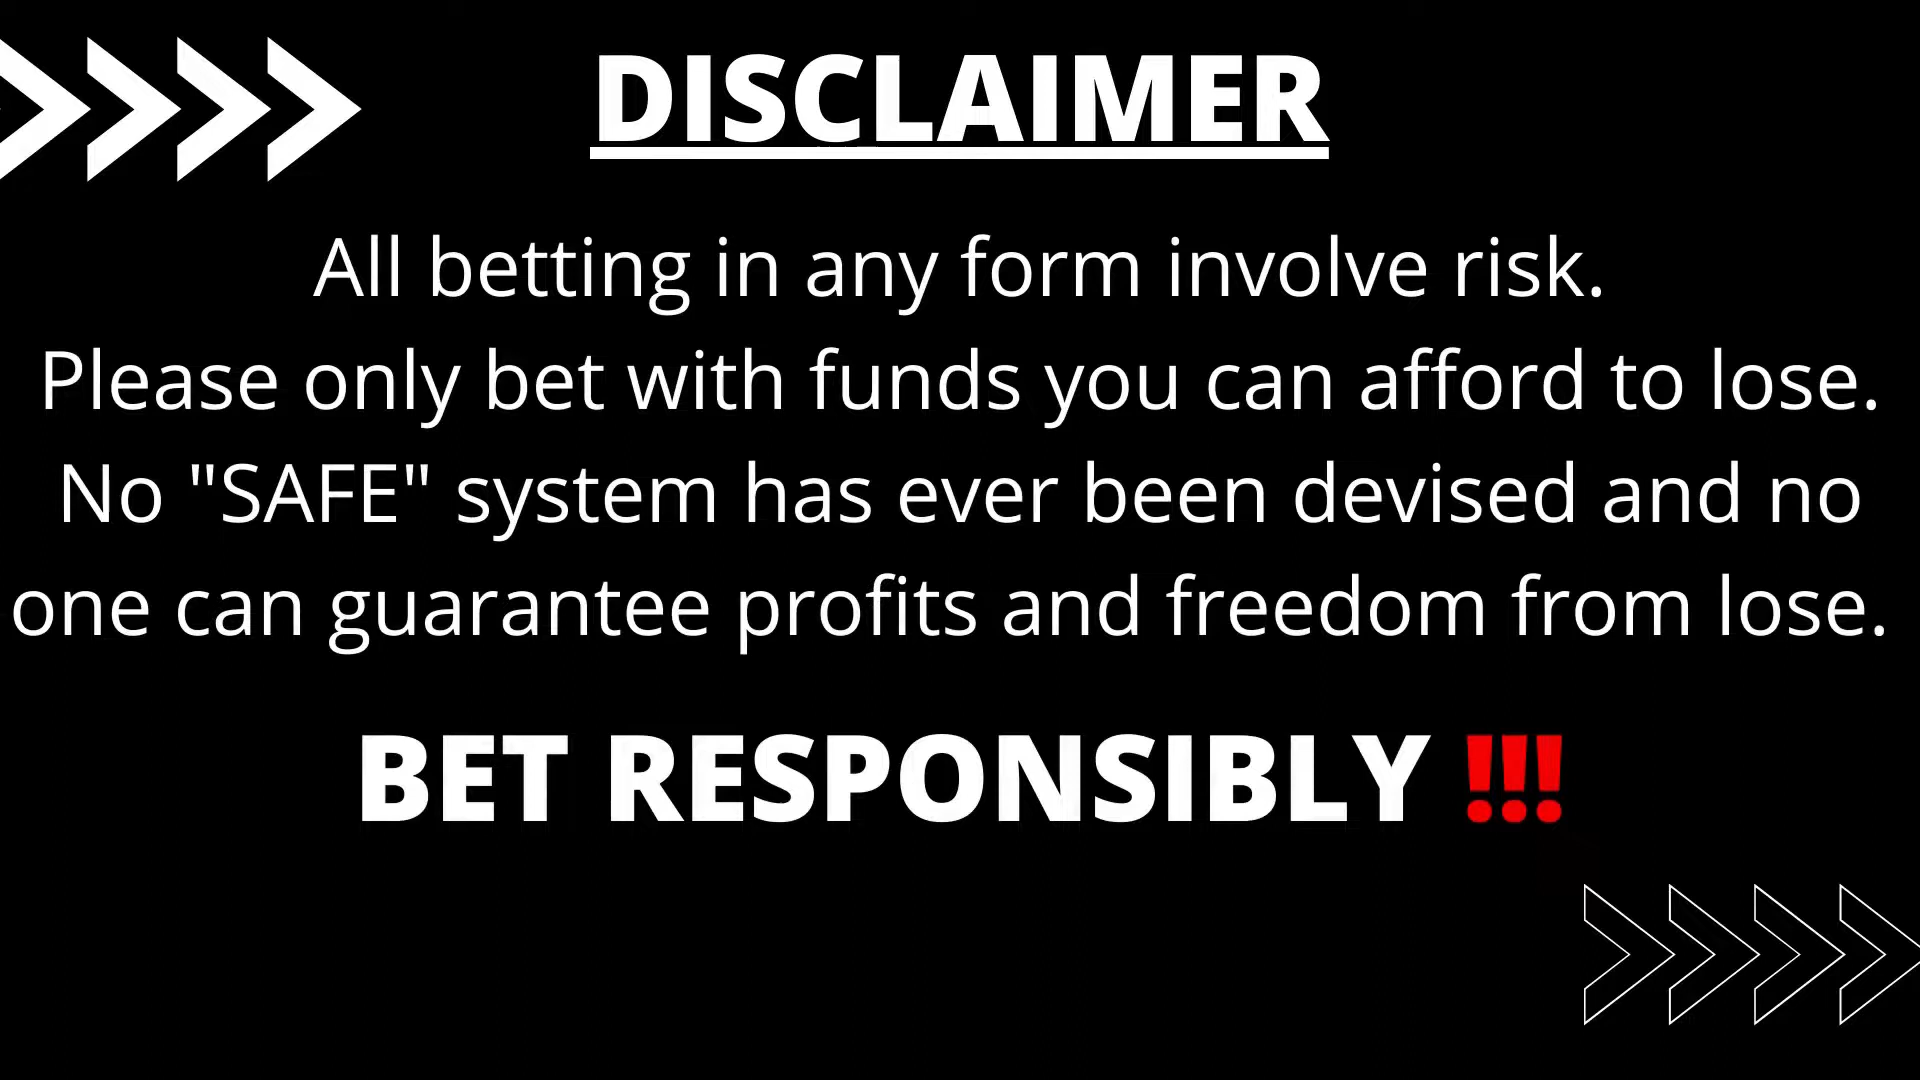 DISCLAIMER
All betting in any form involve risk.
Please only bet with funds you can afford to lose.
No "SAFE" system has ever been devised and no
one can guarantee profits and freedom from lose.
BET RESPONSIBLY !!!